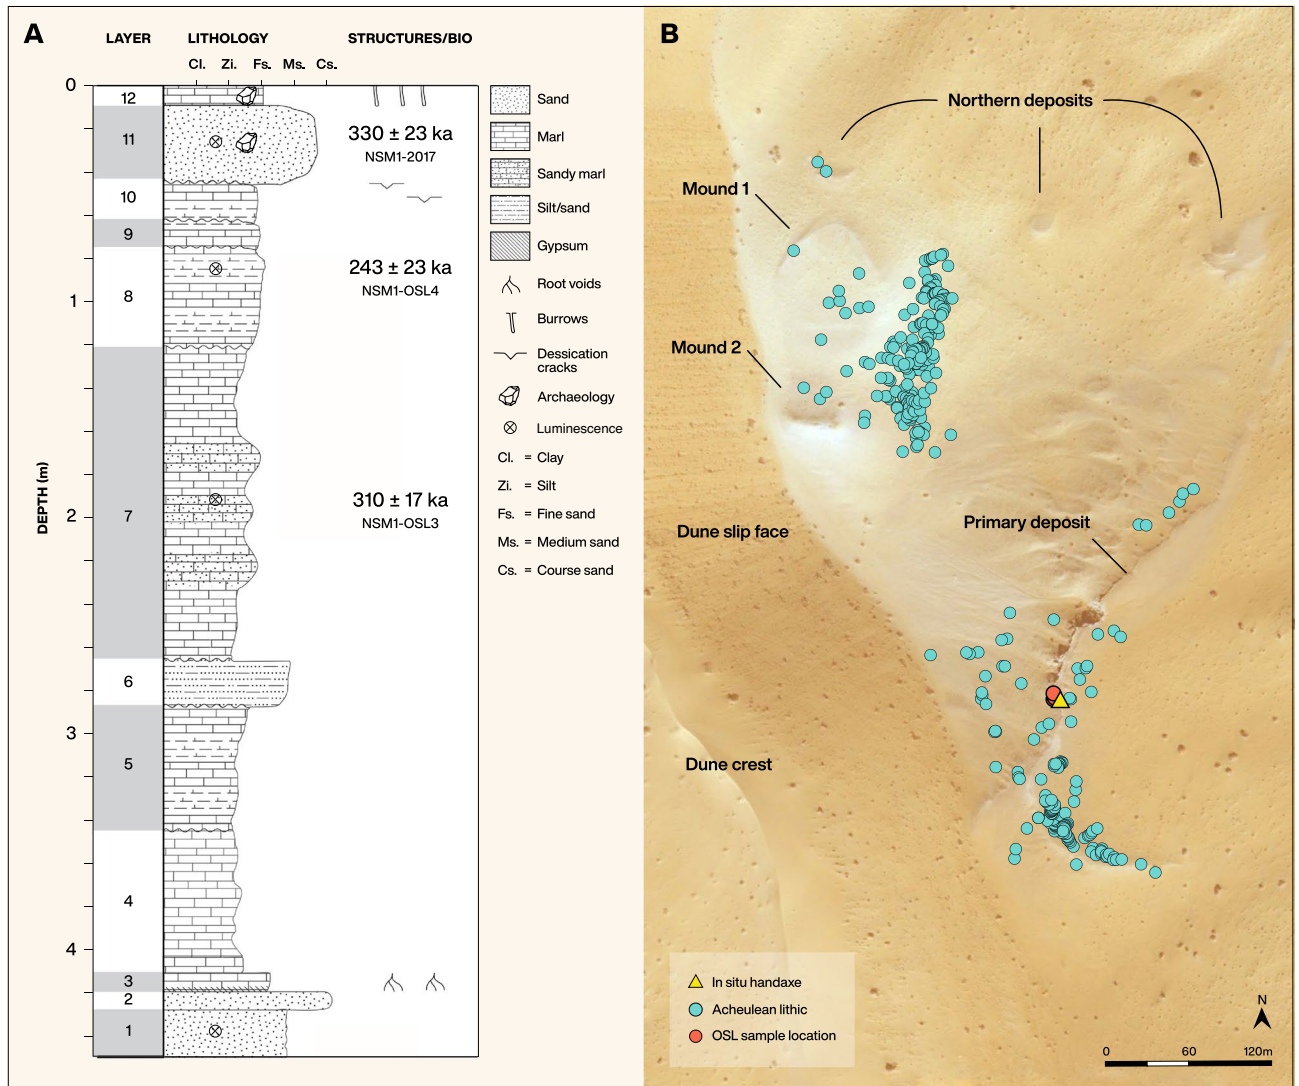 A
LAYER
LITHOLOGY
STRUCTURES/BIO
Cl. Zi. Fs. Ms. Cs.
DEPTH (m)
0
1
2
3
4
12
11
10
9
8
7
6
5
4
3
2
1
330 ± 23 ka
NSM1-2017
243 ± 23 ka
NSM1-OSL4
310 ± 17 ka
NSM1-OSL3
Sand
Marl
Sandy marl
Silt/sand
Gypsum
Root voids
Burrows
Dessication
cracks
Archaeology
Luminescence
Cl. = Clay
Zi. = Silt
Fs. = Fine sand
Ms. = Medium sand
Cs. = Course sand
B
Northern deposits
Mound 1
Mound 2
Dune slip face
Primary deposit
Dune crest
In situ handaxe
Acheulean lithic
OSL sample location
N
0 60 120m